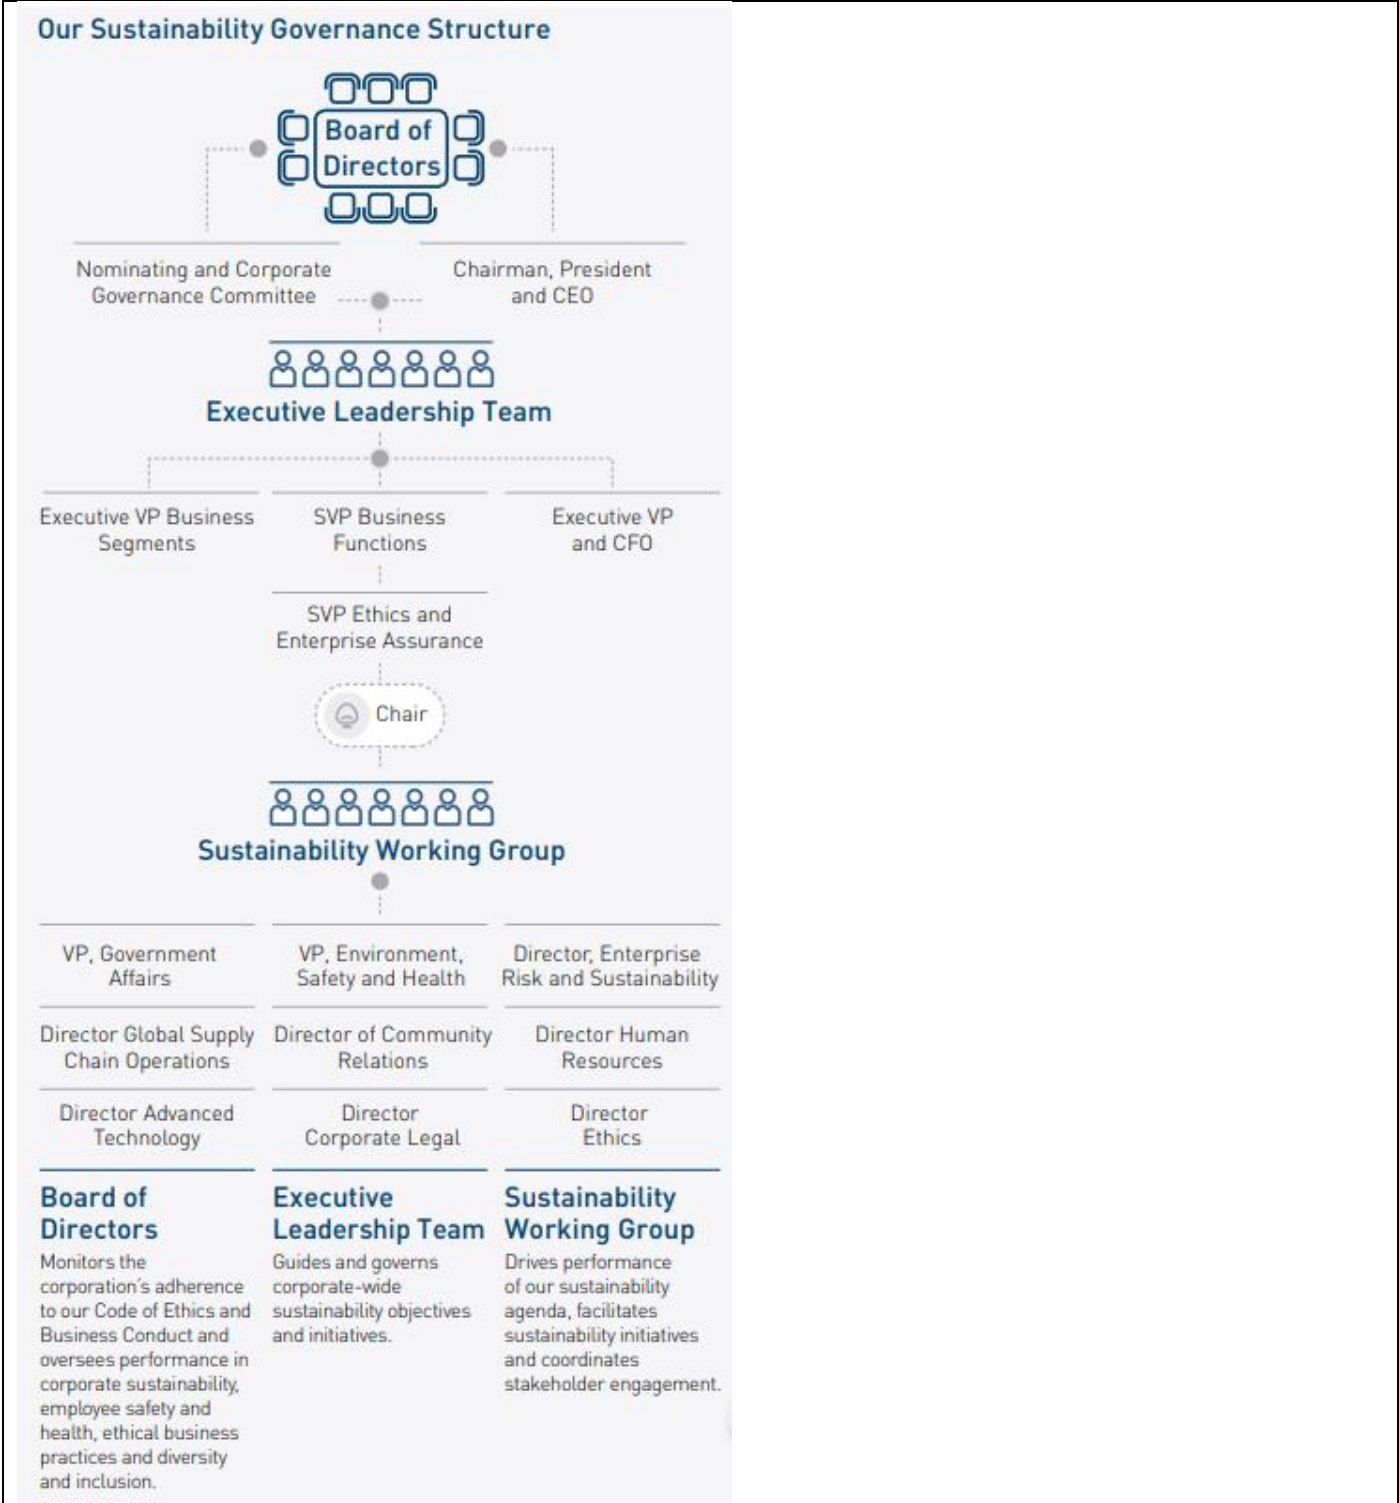 Our Sustainability Governance Structure
Board of
Directors
Nominating and Corporate
Governance Committee
Chairman, President
and CEO
Executive Leadership Team
Executive VP Business
Segments
SVP Business
Functions
Executive VP
and CFO
SVP Ethics and
Enterprise Assurance
Chair
Sustainability Working Group
VP, Government
Affairs
VP, Environment,
Safety and Health
Director, Enterprise
Risk and Sustainability
Director Global Supply
Chain Operations
Director of Community
Relations
Director Human
Resources
Director Advanced
Technology
Director
Corporate Legal
Director
Ethics
Board of
Directors
Monitors the
corporation's adherence
to our Code of Ethics and
Business Conduct and
oversees performance in
corporate sustainability,
employee safety and
health, ethical business
practices and diversity
and inclusion.
Executive
Leadership Team
Guides and governs
corporate-wide
sustainability objectives
and initiatives.
Sustainability
Working Group
Drives performance
of our sustainability
agenda, facilitates
sustainability initiatives
and coordinates
stakeholder engagement.